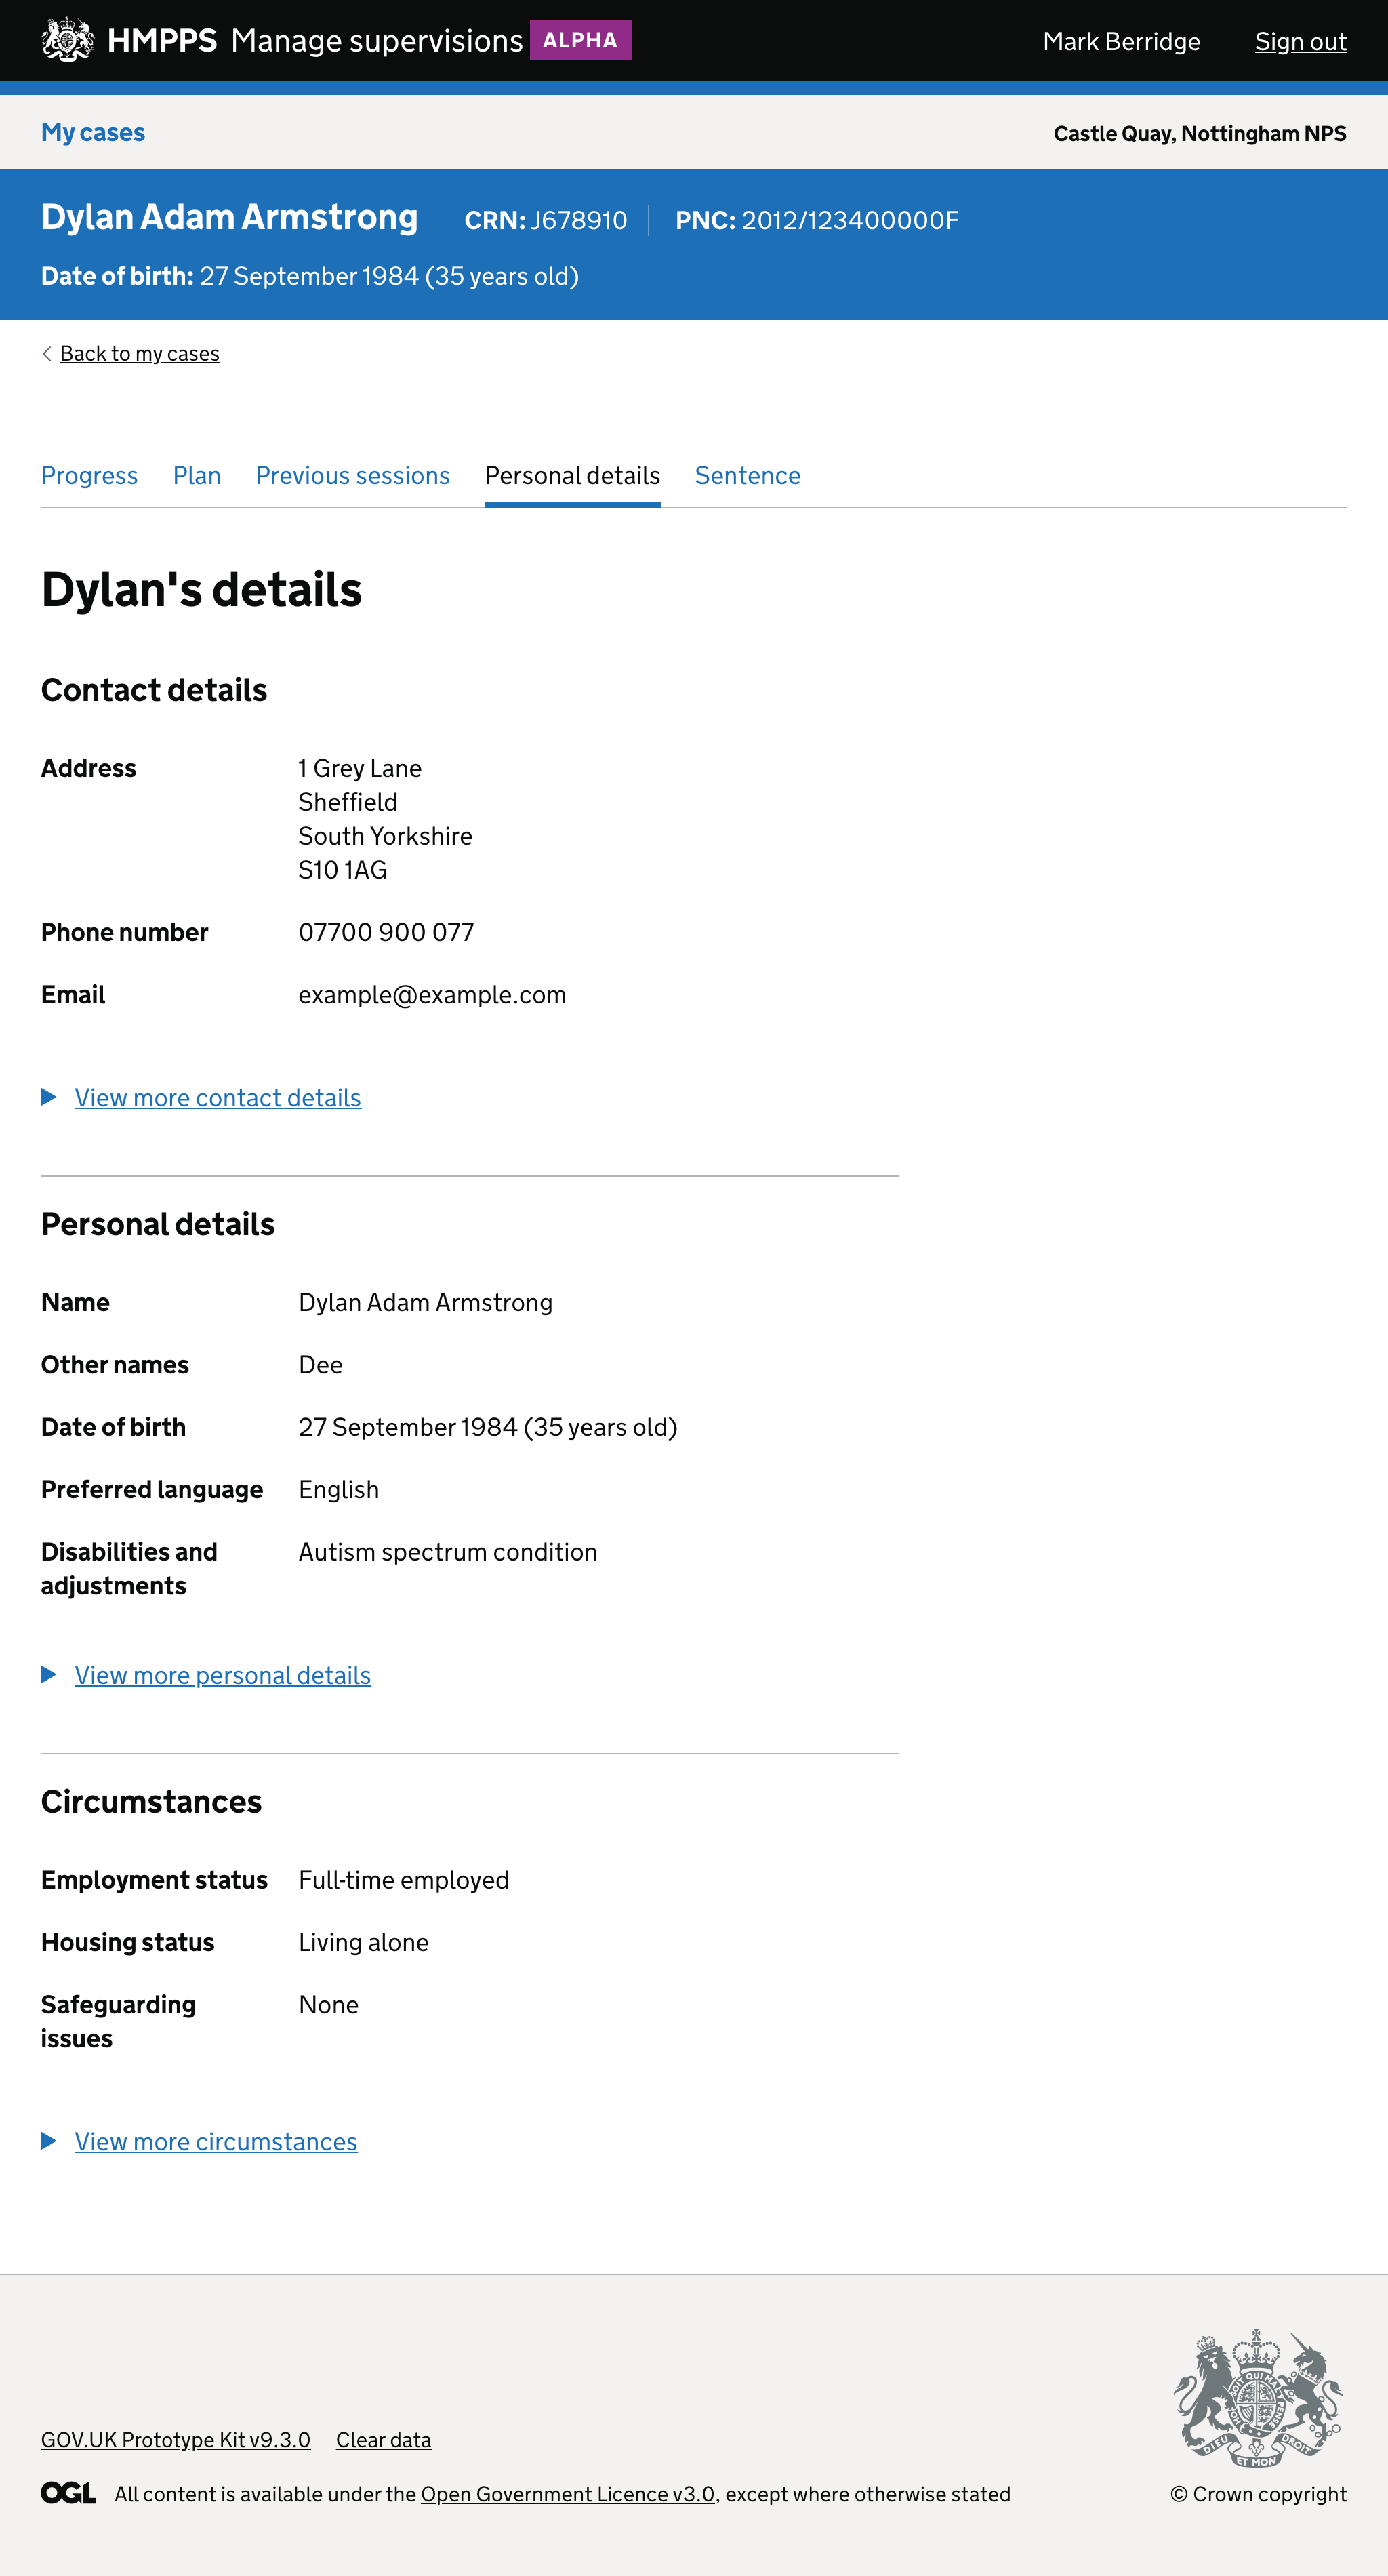 HMPPS Manage supervisions ALPHA Mark Berridge Sign out
My cases Castle Quay, Nottingham NPS
Dylan Adam Armstrong CRN: J678910 PNC: 2012/123400000F
Date of birth: 27 September 1984 (35 years old)
Back to my cases
Progress Plan Previous sessions Personal details Sentence
Dylan's details
Contact details
Address 1 Grey Lane
Sheffield
South Yorkshire
S10 1AG
Phone number 07700 900 077
Email example@example.com
View more contact details
Personal details
Name Dylan Adam Armstrong
Other names Dee
Date of birth 27 September 1984 (35 years old)
Preferred language English
Disabilities and Autism spectrum condition
adjustments
View more personal details
Circumstances
Employment status Full-time employed
Housing status Living alone
Safeguarding None
issues
View more circumstances
DIEU ET MON DROIT
GOV.UK Prototype Kit v9.3.0 Clear data
OGL All content is available under the Open Government Licence v3.0, except where otherwise stated © Crown copyright